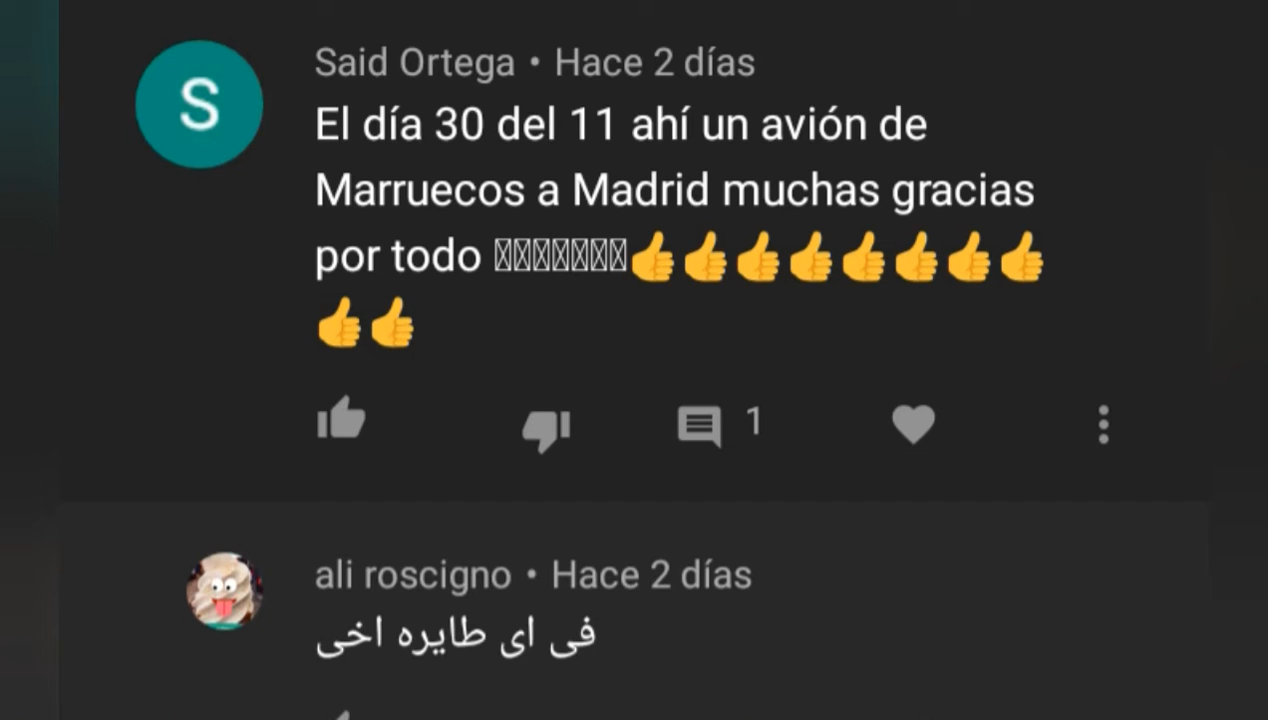 S
Said Ortega • Hace 2 días
El día 30 del 11 ahí un avión de
Marruecos a Madrid muchas gracias
por todo 👍👍👍👍👍👍👍👍
👍👍
1
ali roscigno • Hace 2 días
فى اى طايره اخى